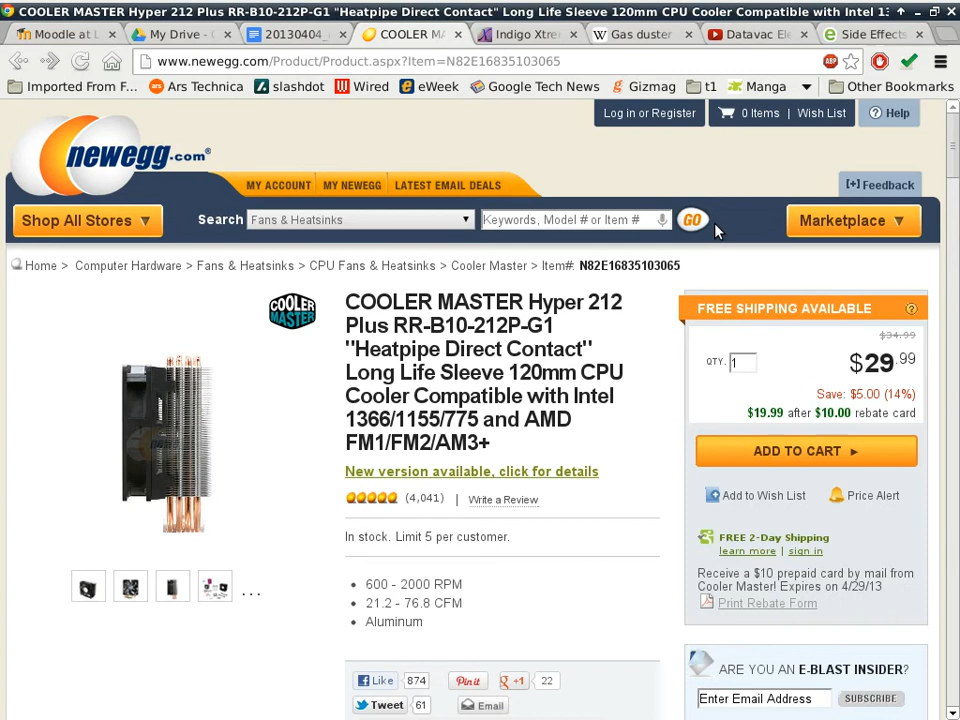 COOLER MASTER Hyper 212 Plus RR-B10-212P-G1 "Heatpipe Direct Contact" Long Life Sleeve 120mm CPU Cooler Compatible with Intel 13
Moodle at L
My Drive - G
20130404_
COOLER MA
Indigo Xtre
Gas duster
Datavac Ele
Side Effects
www.newegg.com/Product/Product.aspx?Item=N82E16835103065
ABP
Imported From F...
Ars Technica
slashdot
Wired
eWeek
Google Tech News
Gizmag
t1
Manga
Other Bookmarks
Log in or Register
0 Items | Wish List
Help
newegg.com
MY ACCOUNT
MY NEWEGG
LATEST EMAIL DEALS
[+] Feedback
Shop All Stores
Search
Fans & Heatsinks
Keywords, Model # or Item #
GO
Marketplace
Home > Computer Hardware > Fans & Heatsinks > CPU Fans & Heatsinks > Cooler Master > Item#: N82E16835103065
COOLER MASTER
COOLER MASTER Hyper 212
Plus RR-B10-212P-G1
"Heatpipe Direct Contact"
Long Life Sleeve 120mm CPU
Cooler Compatible with Intel
1366/1155/775 and AMD
FM1/FM2/AM3+
New version available, click for details
(4,041) | Write a Review
In stock. Limit 5 per customer.
600 - 2000 RPM
21.2 - 76.8 CFM
Aluminum
...
Like 874
Pinit
+1 22
Tweet 61
Email
FREE SHIPPING AVAILABLE
$34.99
QTY. 1
$29.99
Save: $5.00 (14%)
$19.99 after $10.00 rebate card
ADD TO CART
Add to Wish List
Price Alert
FREE 2-Day Shipping
learn more | sign in
Receive a $10 prepaid card by mail from
Cooler Master! Expires on 4/29/13
Print Rebate Form
ARE YOU AN E-BLAST INSIDER?
Enter Email Address
SUBSCRIBE